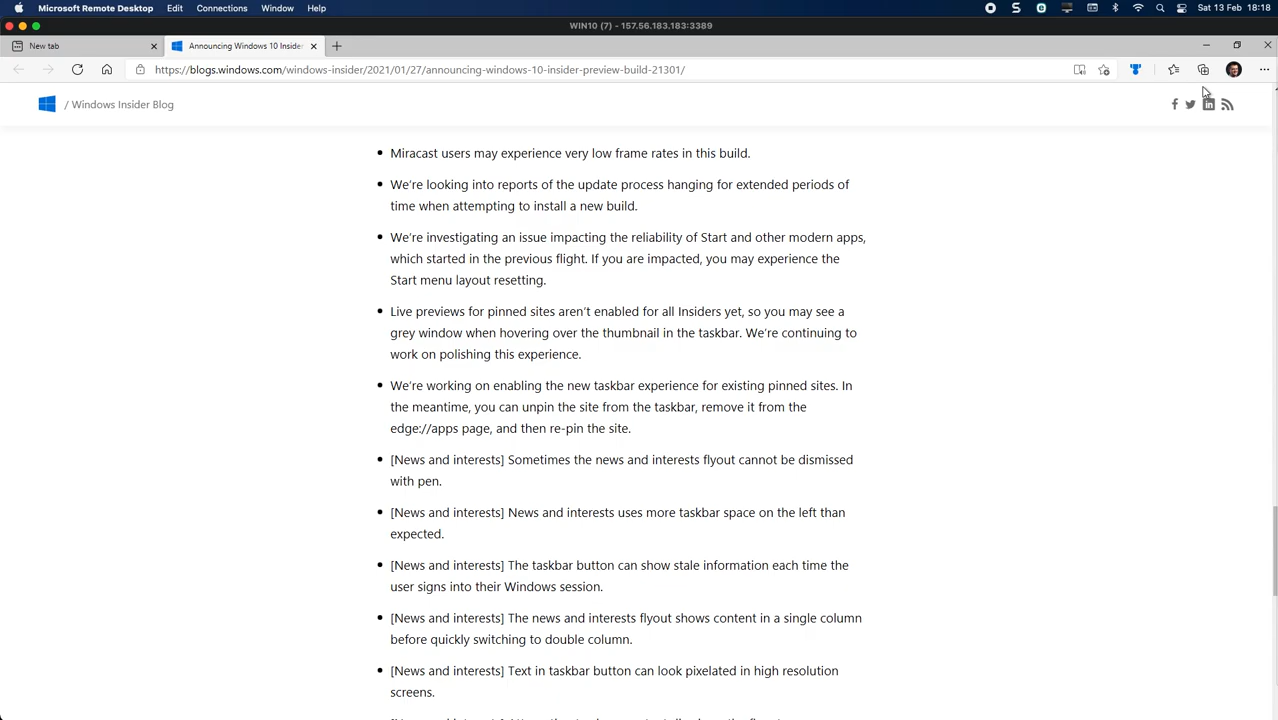 Microsoft Remote Desktop Edit Connections Window Help Sat 13 Feb 18:18
WIN10 (7) - 157.56.183.183:3389
New tab
Announcing Windows 10 Insider
https://blogs.windows.com/windows-insider/2021/01/27/announcing-windows-10-insider-preview-build-21301/
/ Windows Insider Blog
Miracast users may experience very low frame rates in this build.
We’re looking into reports of the update process hanging for extended periods of
time when attempting to install a new build.
We’re investigating an issue impacting the reliability of Start and other modern apps,
which started in the previous flight. If you are impacted, you may experience the
Start menu layout resetting.
Live previews for pinned sites aren’t enabled for all Insiders yet, so you may see a
grey window when hovering over the thumbnail in the taskbar. We’re continuing to
work on polishing this experience.
We’re working on enabling the new taskbar experience for existing pinned sites. In
the meantime, you can unpin the site from the taskbar, remove it from the
edge://apps page, and then re-pin the site.
[News and interests] Sometimes the news and interests flyout cannot be dismissed
with pen.
[News and interests] News and interests uses more taskbar space on the left than
expected.
[News and interests] The taskbar button can show stale information each time the
user signs into their Windows session.
[News and interests] The news and interests flyout shows content in a single column
before quickly switching to double column.
[News and interests] Text in taskbar button can look pixelated in high resolution
screens.